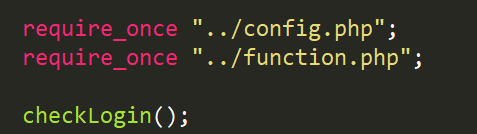 require_once "../config.php";
require_once "../function.php";
checkLogin();